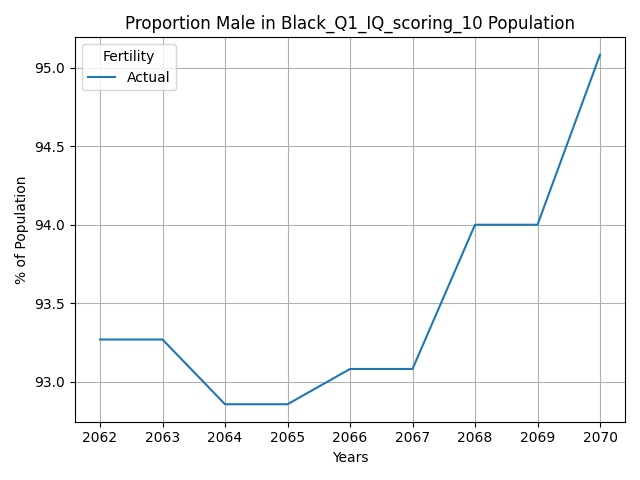 Proportion Male in Black_Q1_IQ_scoring_10 Population
Fertility
Actual
% of Population
95.0
94.5
94.0
93.5
93.0
2062 2063 2064 2065 2066 2067 2068 2069 2070
Years